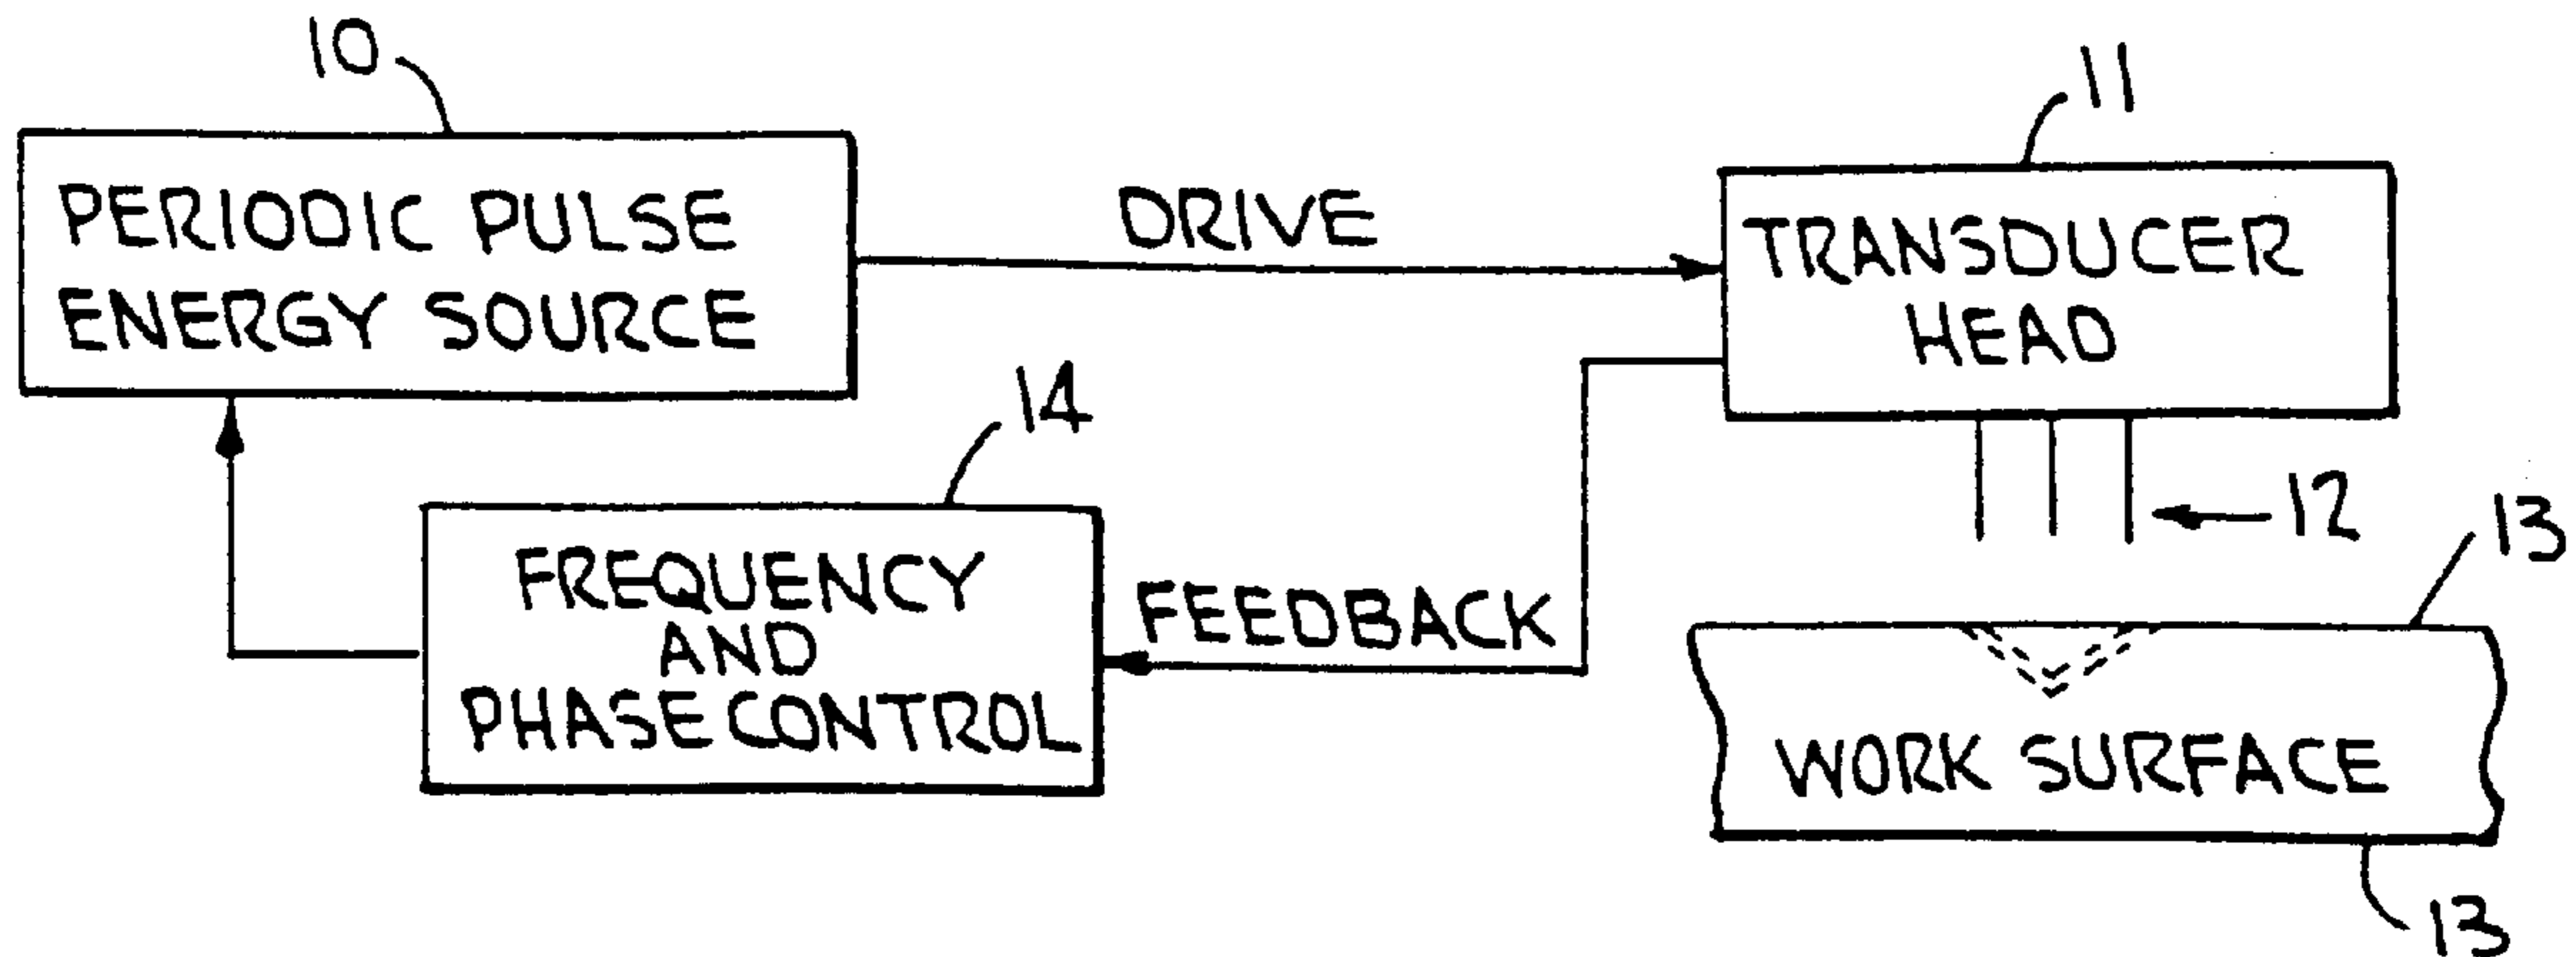 10
PERIODIC PULSE
ENERGY SOURCE
DRIVE
11
TRANSDUCER
HEAD
14
FREQUENCY
AND
PHASE CONTROL
FEEDBACK
12
13
WORK SURFACE
13